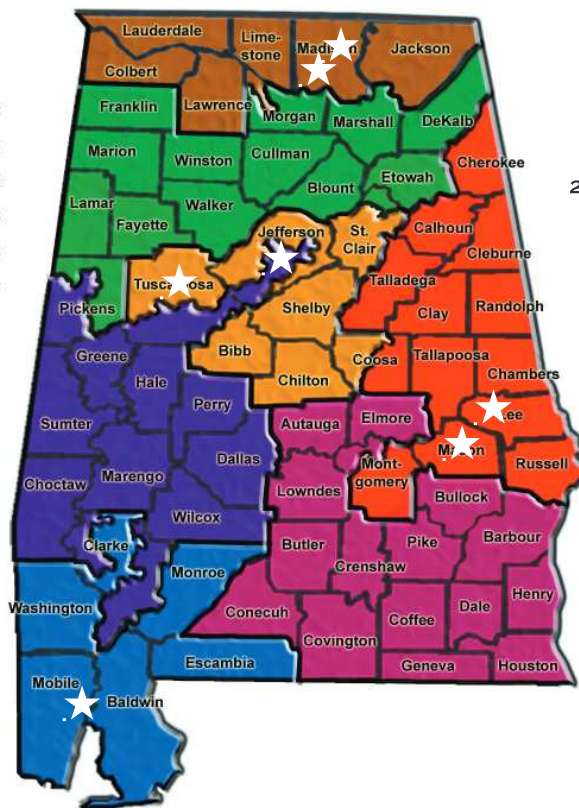 Lauderdale
Lime-
stone
Jackson
Colbert
Lawrence
Franklin
Morgan
Marshall
DeKalb
Marion
Winston
Cullman
Cherokee
Etowah
Blount
2
Lamar
Walker
Fayette
Jefferson
St.
Clair
Calhoun
Cleburne
Talladega
Pickens
Shelby
Clay
Randolph
Greene
Bibb
Coosa
Tallapoosa
Hale
Chilton
Chambers
Perry
Sumter
Autauga
Elmore
Dallas
Mont-
gomery
Russell
Choctaw
Marengo
Lowndes
Bullock
Wilcox
Clarke
Butler
Pike
Barbour
Monroe
Crenshaw
Washington
Henry
Conecuh
Coffee
Dale
Covington
Escambia
Geneva
Houston
Mobile
Baldwin